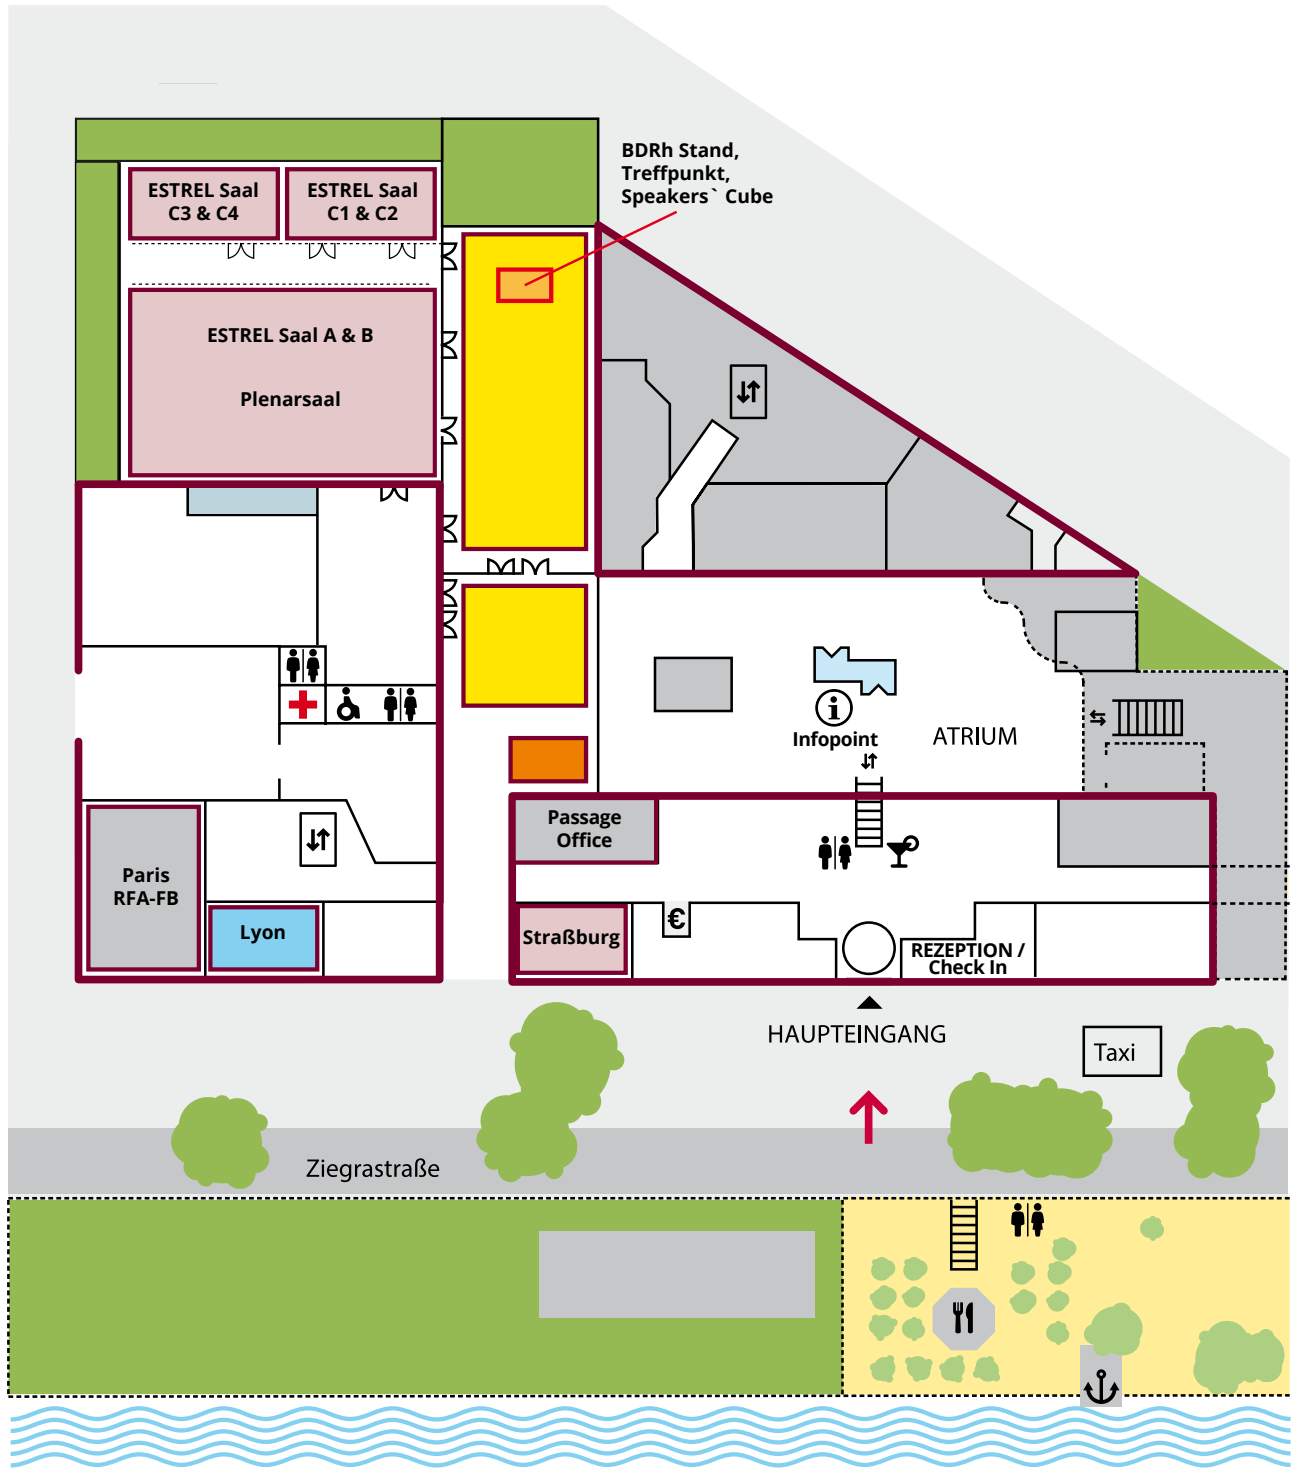 BDRh Stand,
Treffpunkt,
Speakers` Cube
ESTREL Saal
C3 & C4
ESTREL Saal
C1 & C2
ESTREL Saal A & B
Plenarsaal
i
Infopoint
ATRIUM
Passage
Office
Paris
RFA-FB
Lyon
Straßburg
€
REZEPTION /
Check In
HAUPTEINGANG
Taxi
Ziegrastraße